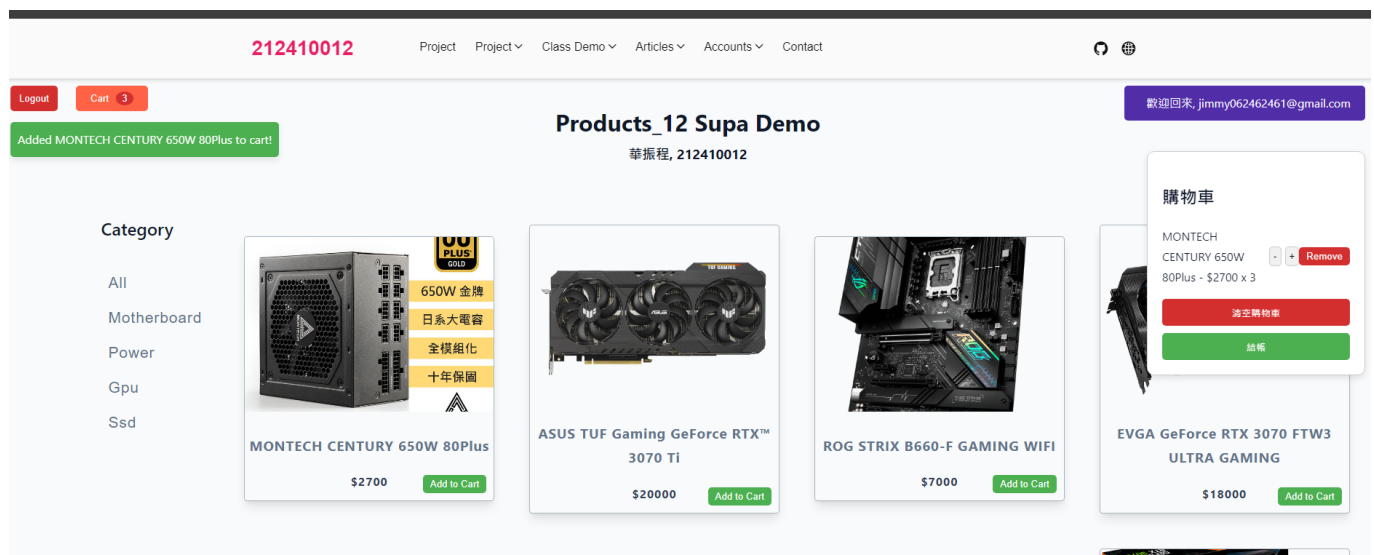 212410012
Project
Project
Class Demo
Articles
Accounts
Contact
Logout
Cart 3
歡迎回來, jimmy062462461@gmail.com
Added MONTECH CENTURY 650W 80Plus to cart!
Products_12 Supa Demo
華振程, 212410012
購物車
MONTECH
CENTURY 650W
80Plus - $2700 x 3
-
+
Remove
清空購物車
結帳
Category
All
Motherboard
Power
Gpu
Ssd
PLUS
GOLD
650W 金牌
日系大電容
全模組化
十年保固
MONTECH CENTURY 650W 80Plus
$2700
Add to Cart
TUF GAMING
ASUS TUF Gaming GeForce RTX™
3070 Ti
$20000
Add to Cart
ROG STRIX B660-F GAMING WIFI
$7000
Add to Cart
EVGA GeForce RTX 3070 FTW3
ULTRA GAMING
$18000
Add to Cart